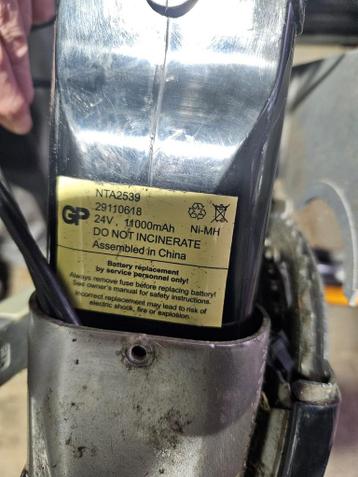 NTA2539
29110618
GP
24V , 11000mAh Ni-MH
DO NOT INCINERATE
Assembled in China
Battery replacement
by service personnel only!
Always remove fuse before replacing battery!
See owner's manual for safety instructions.
Incorrect replacement may lead to risk of
electric shock, fire or explosion.